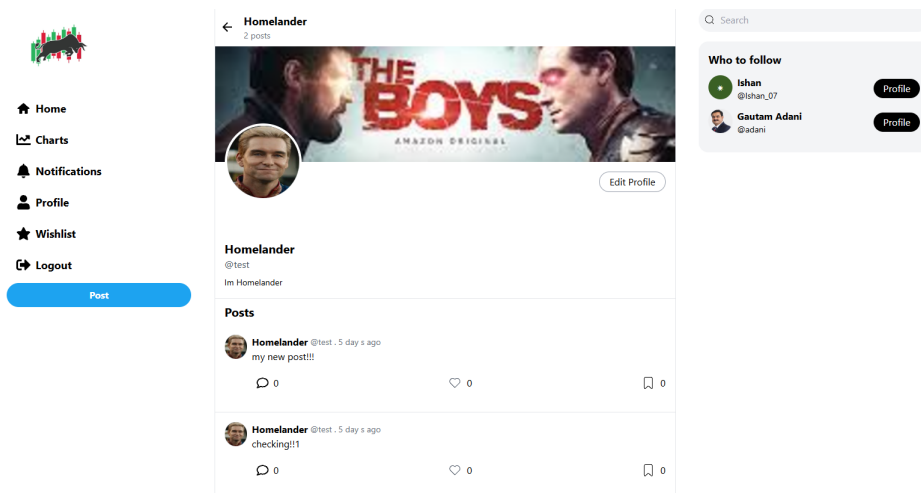 Home
Charts
Notifications
Profile
Wishlist
Logout
Post
Homelander
2 posts
THE
BOYS
AMAZON ORIGINAL
Edit Profile
Homelander
@test
Im Homelander
Posts
Homelander @test . 5 day s ago
my new post!!!
0 0 0
Homelander @test . 5 day s ago
checking!!1
0 0 0
Search
Who to follow
Ishan
@Ishan_07
Profile
Gautam Adani
@adani
Profile